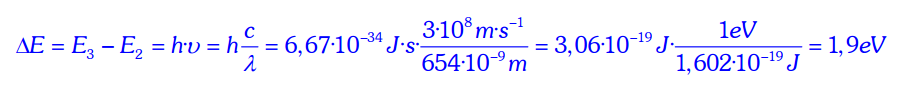 ΔE = E₃ − E₂ = h·υ = h c/λ = 6,67·10⁻³⁴ J·s· 3·10⁸ m·s⁻¹/654·10⁻⁹ m = 3,06·10⁻¹⁹ J· 1eV/1,602·10⁻¹⁹ J = 1,9eV